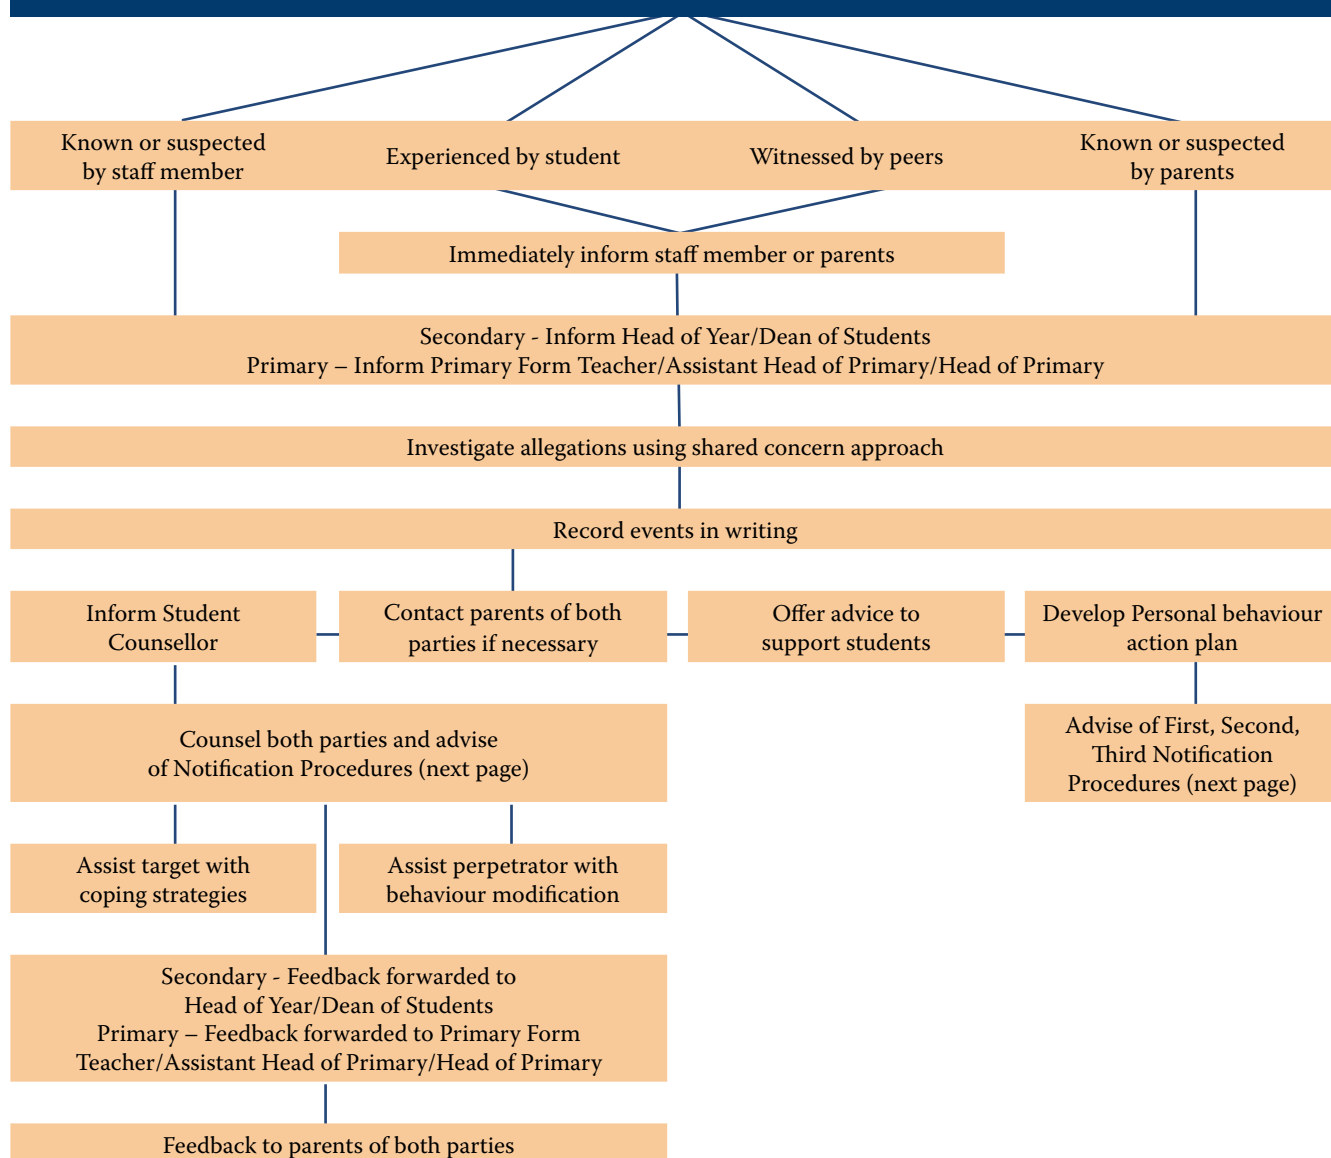 Known or suspected
by staff member
Experienced by student
Witnessed by peers
Known or suspected
by parents
Immediately inform staff member or parents
Secondary - Inform Head of Year/Dean of Students
Primary – Inform Primary Form Teacher/Assistant Head of Primary/Head of Primary
Investigate allegations using shared concern approach
Record events in writing
Inform Student
Counsellor
Contact parents of both
parties if necessary
Offer advice to
support students
Develop Personal behaviour
action plan
Counsel both parties and advise
of Notification Procedures (next page)
Advise of First, Second,
Third Notification
Procedures (next page)
Assist target with
coping strategies
Assist perpetrator with
behaviour modification
Secondary - Feedback forwarded to
Head of Year/Dean of Students
Primary – Feedback forwarded to Primary Form
Teacher/Assistant Head of Primary/Head of Primary
Feedback to parents of both parties